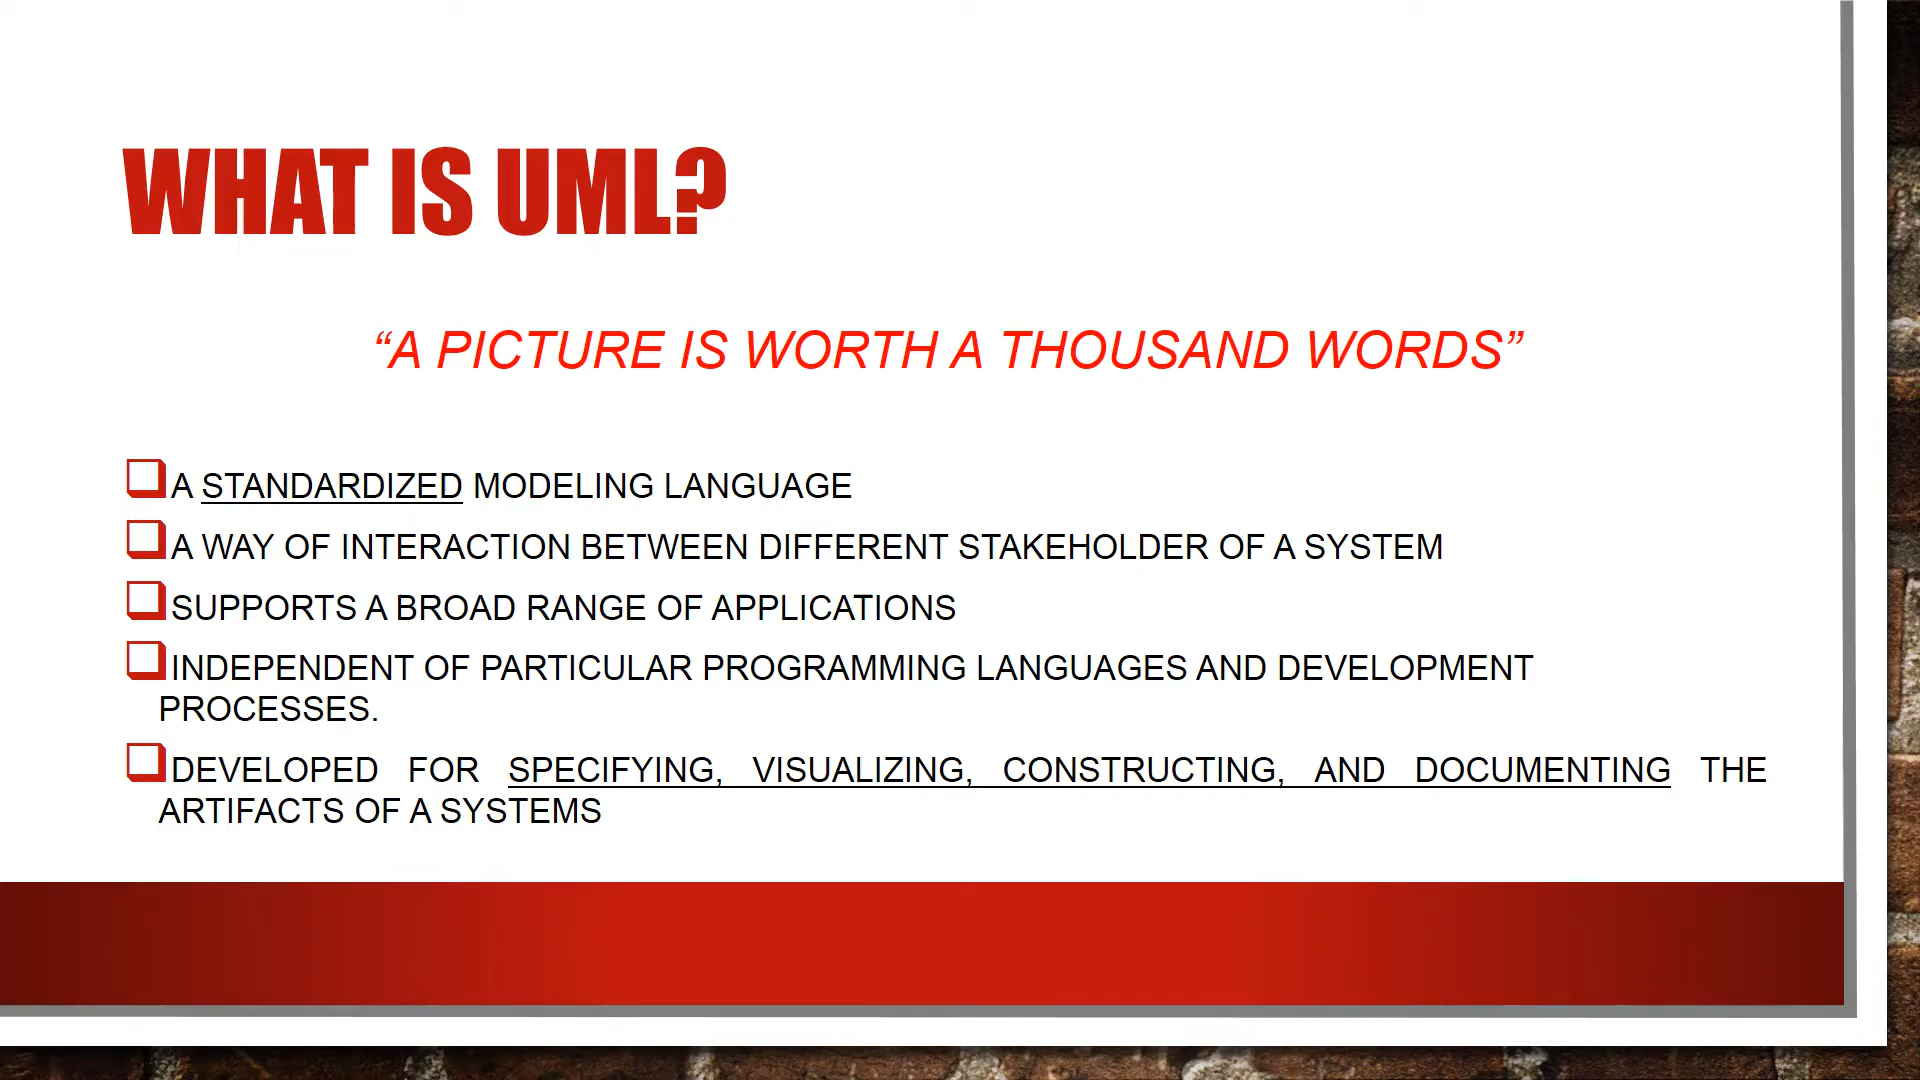 WHAT IS UML?
“A PICTURE IS WORTH A THOUSAND WORDS”
A STANDARDIZED MODELING LANGUAGE
A WAY OF INTERACTION BETWEEN DIFFERENT STAKEHOLDER OF A SYSTEM
SUPPORTS A BROAD RANGE OF APPLICATIONS
INDEPENDENT OF PARTICULAR PROGRAMMING LANGUAGES AND DEVELOPMENT
PROCESSES.
DEVELOPED FOR SPECIFYING, VISUALIZING, CONSTRUCTING, AND DOCUMENTING THE
ARTIFACTS OF A SYSTEMS